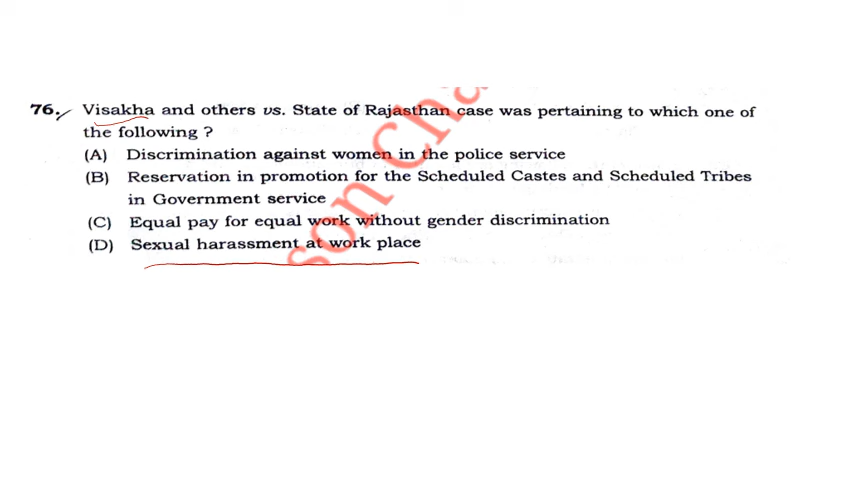 76. Visakha and others vs. State of Rajasthan case was pertaining to which one of
the following ?
(A) Discrimination against women in the police service
(B) Reservation in promotion for the Scheduled Castes and Scheduled Tribes
in Government service
(C) Equal pay for equal work without gender discrimination
(D) Sexual harassment at work place
son Cha